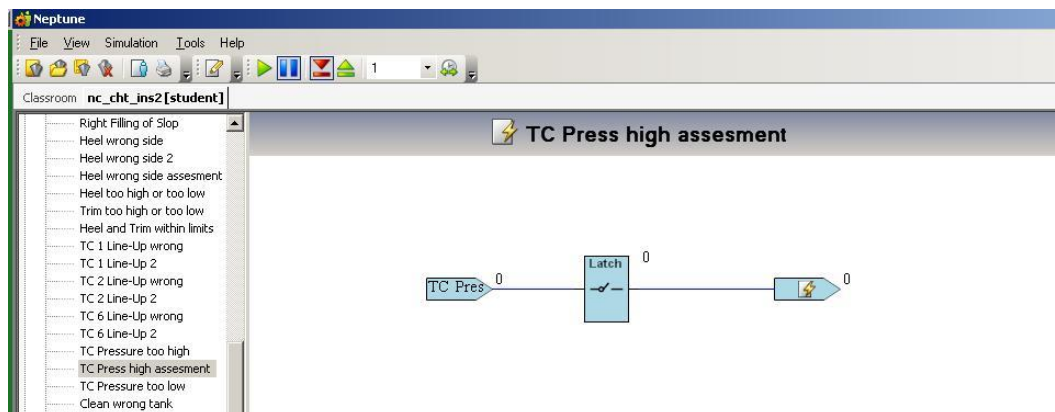 Neptune
File View Simulation Tools Help
1
Classroom nc_cht_ins2[student]
Right Filling of Slop
Heel wrong side
Heel wrong side 2
Heel wrong side assesment
Heel too high or too low
Trim too high or too low
Heel and Trim within limits
TC 1 Line-Up wrong
TC 1 Line-Up 2
TC 2 Line-Up wrong
TC 2 Line-Up 2
TC 6 Line-Up wrong
TC 6 Line-Up 2
TC Pressure too high
TC Press high assesment
TC Pressure too low
Clean wrong tank
TC Press high assesment
TC Pres 0
Latch 0
0